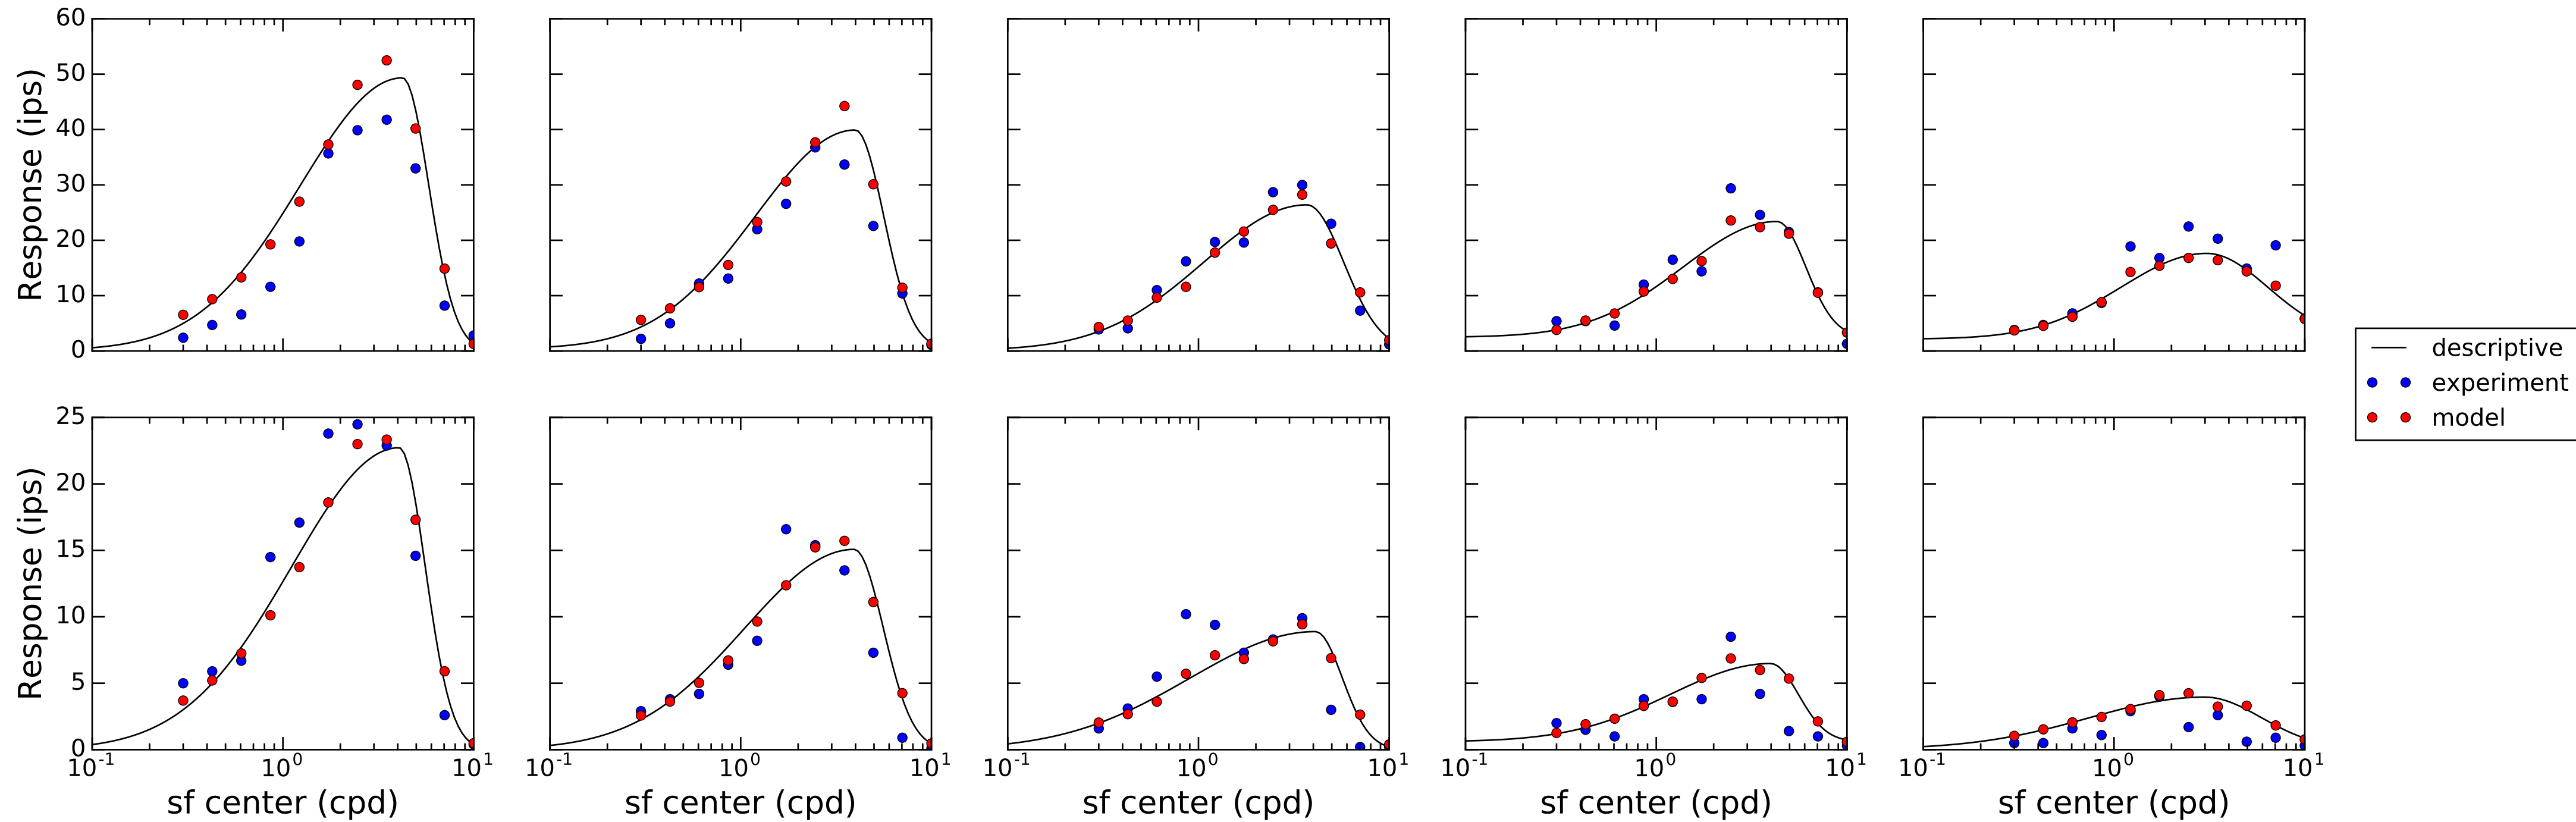 60
50
40
30
20
10
0
Response (ips)
descriptive
experiment
model
25
20
15
10
5
0
Response (ips)
10^-1 10^0 10^1 10^-1 10^0 10^1 10^-1 10^0 10^1 10^-1 10^0 10^1 10^-1 10^0 10^1
sf center (cpd) sf center (cpd) sf center (cpd) sf center (cpd) sf center (cpd)